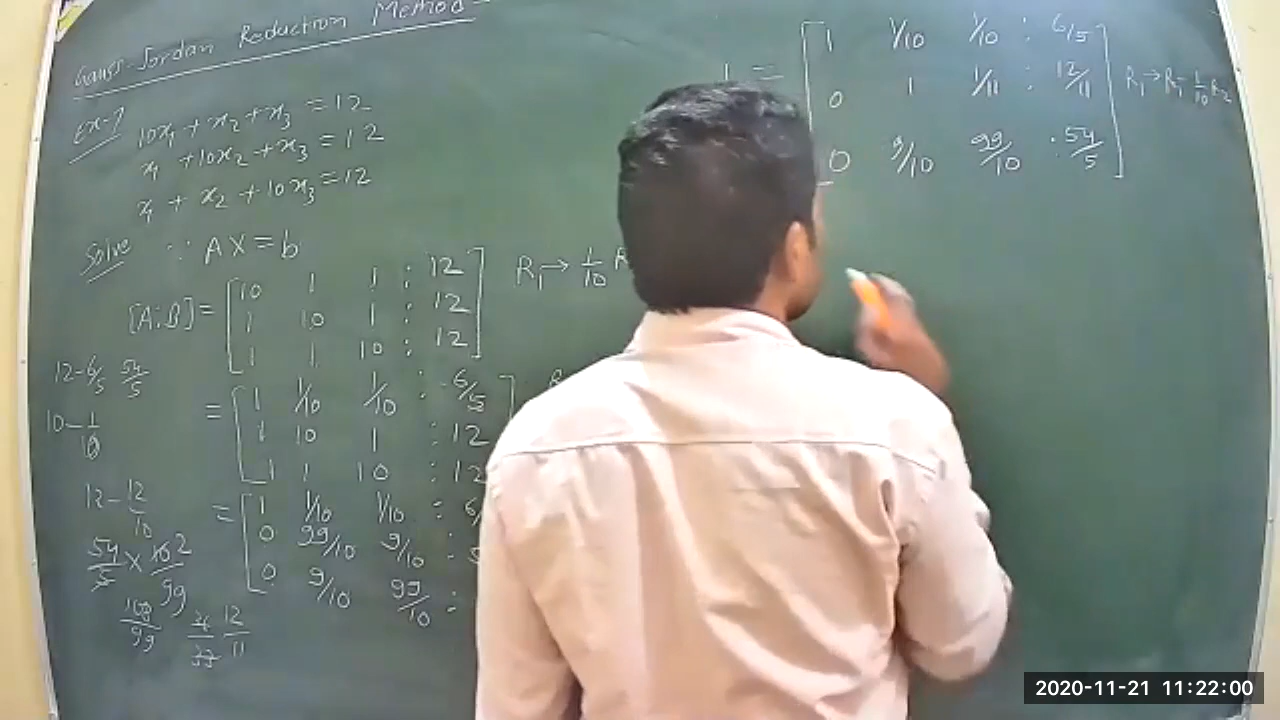 Gauss-Jordan Reduction Method
Ex-1
10x₁ + x₂ + x₃ = 12
x₁ + 10x₂ + x₃ = 12
x₁ + x₂ + 10x₃ = 12
Solve ∵ AX = b
[A:B] = [10 1 1 : 12
1 10 1 : 12
1 1 10 : 12] R₁ → 1/10 R
= [1 1/10 1/10 : 6/5
1 10 1 : 12
1 1 10 : 12
= [1 1/10 1/10 : 6/
0 99/10 9/10 :
0 9/10 99/10 :
12-6/5 54/5
10-1/10
12-12/10
54/5 × 10 2/99
108/99 12/11
= [1 1/10 1/10 : 6/5
0 1 1/11 : 12/11
0 9/10 99/10 : 54/5] R₁ → R₁ - 1/10 R₂
2020-11-21 11:22:00